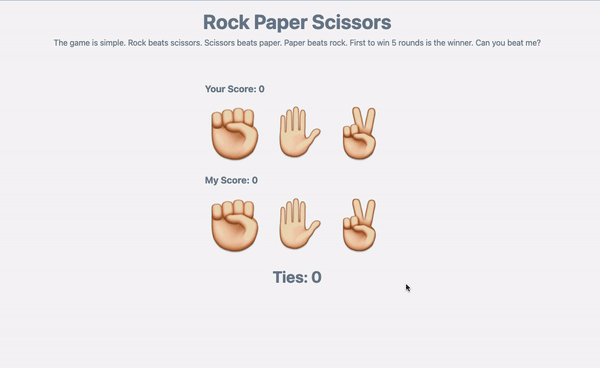 Rock Paper Scissors
The game is simple. Rock beats scissors. Scissors beats paper. Paper beats rock. First to win 5 rounds is the winner. Can you beat me?
Your Score: 0
My Score: 0
Ties: 0